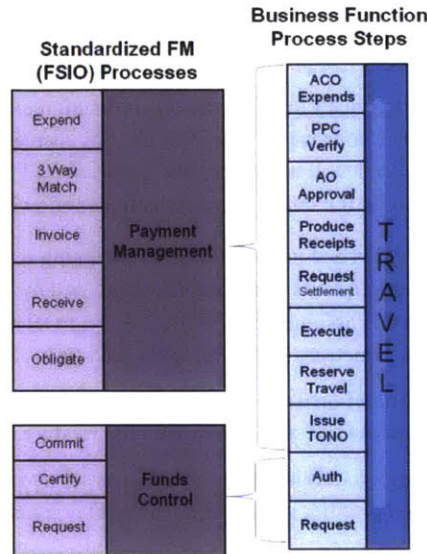 Business Function
Process Steps
Standardized FM
(FSIO) Processes
Expend
3 Way
Match
Invoice
Receive
Obligate
Payment
Management
Commit
Certify
Request
Funds
Control
ACO
Expends
PPC
Verify
AO
Approval
Produce
Receipts
Request
Settlement
Execute
Reserve
Travel
Issue
TONO
Auth
Request
T
R
A
V
E
L